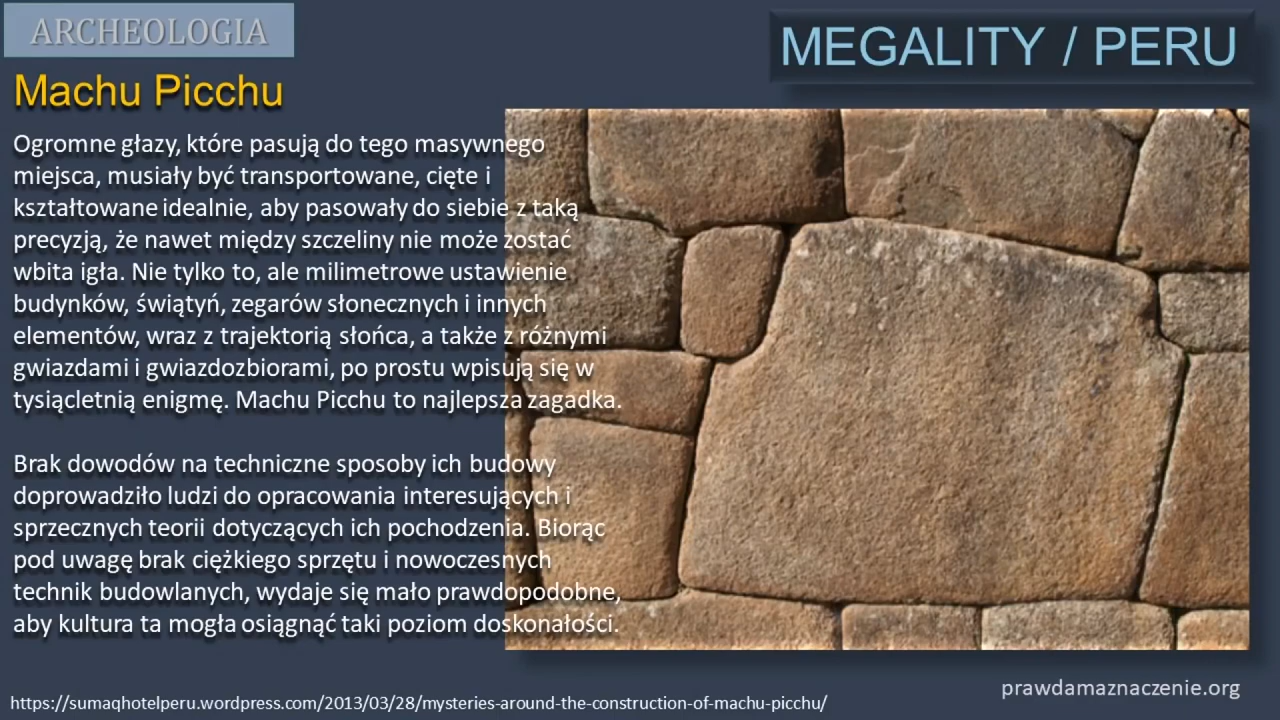 ARCHEOLOGIA
MEGALITY / PERU
Machu Picchu
Ogromne głazy, które pasują do tego masywnego
miejsca, musiały być transportowane, cięte i
kształtowane idealnie, aby pasowały do siebie z taką
precyzją, że nawet między szczeliny nie może zostać
wbita igła. Nie tylko to, ale milimetrowe ustawienie
budynków, świątyń, zegarów słonecznych i innych
elementów, wraz z trajektorią słońca, a także z różnymi
gwiazdami i gwiazdozbiorami, po prostu wpisują się w
tysiącletnią enigmę. Machu Picchu to najlepsza zagadka.
Brak dowodów na techniczne sposoby ich budowy
doprowadziło ludzi do opracowania interesujących i
sprzecznych teorii dotyczących ich pochodzenia. Biorąc
pod uwagę brak ciężkiego sprzętu i nowoczesnych
technik budowlanych, wydaje się mało prawdopodobne,
aby kultura ta mogła osiągnąć taki poziom doskonałości.
https://sumaqhotelperu.wordpress.com/2013/03/28/mysteries-around-the-construction-of-machu-picchu/
prawdamaznaczenie.org